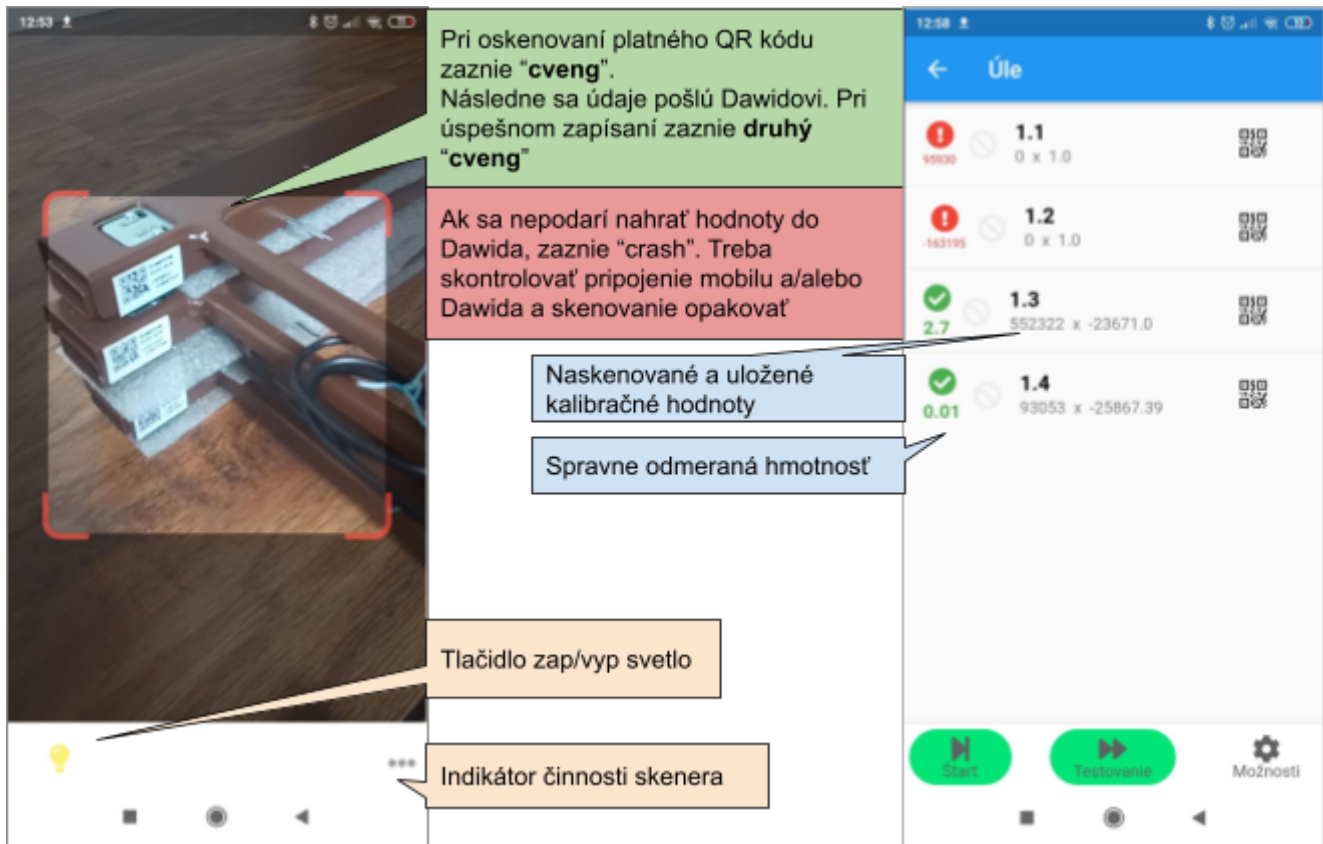 12:53
Pri oskenovaní platného QR kódu
zaznie “cveng”.
Následne sa údaje pošlú Dawidovi. Pri
úspešnom zapísaní zaznie druhý
“cveng”
Ak sa nepodarí nahrať hodnoty do
Dawida, zaznie “crash”. Treba
skontrolovať pripojenie mobilu a/alebo
Dawida a skenovanie opakovať
Naskenované a uložené
kalibračné hodnoty
Spravne odmeraná hmotnosť
Tlačidlo zap/vyp svetlo
Indikátor činnosti skenera
12:58
Úle
1.1
95930
0 x 1.0
1.2
-163195
0 x 1.0
1.3
2.7
552322 x -23671.0
1.4
0.01
93053 x -25867.39
Štart
Testovanie
Možnosti